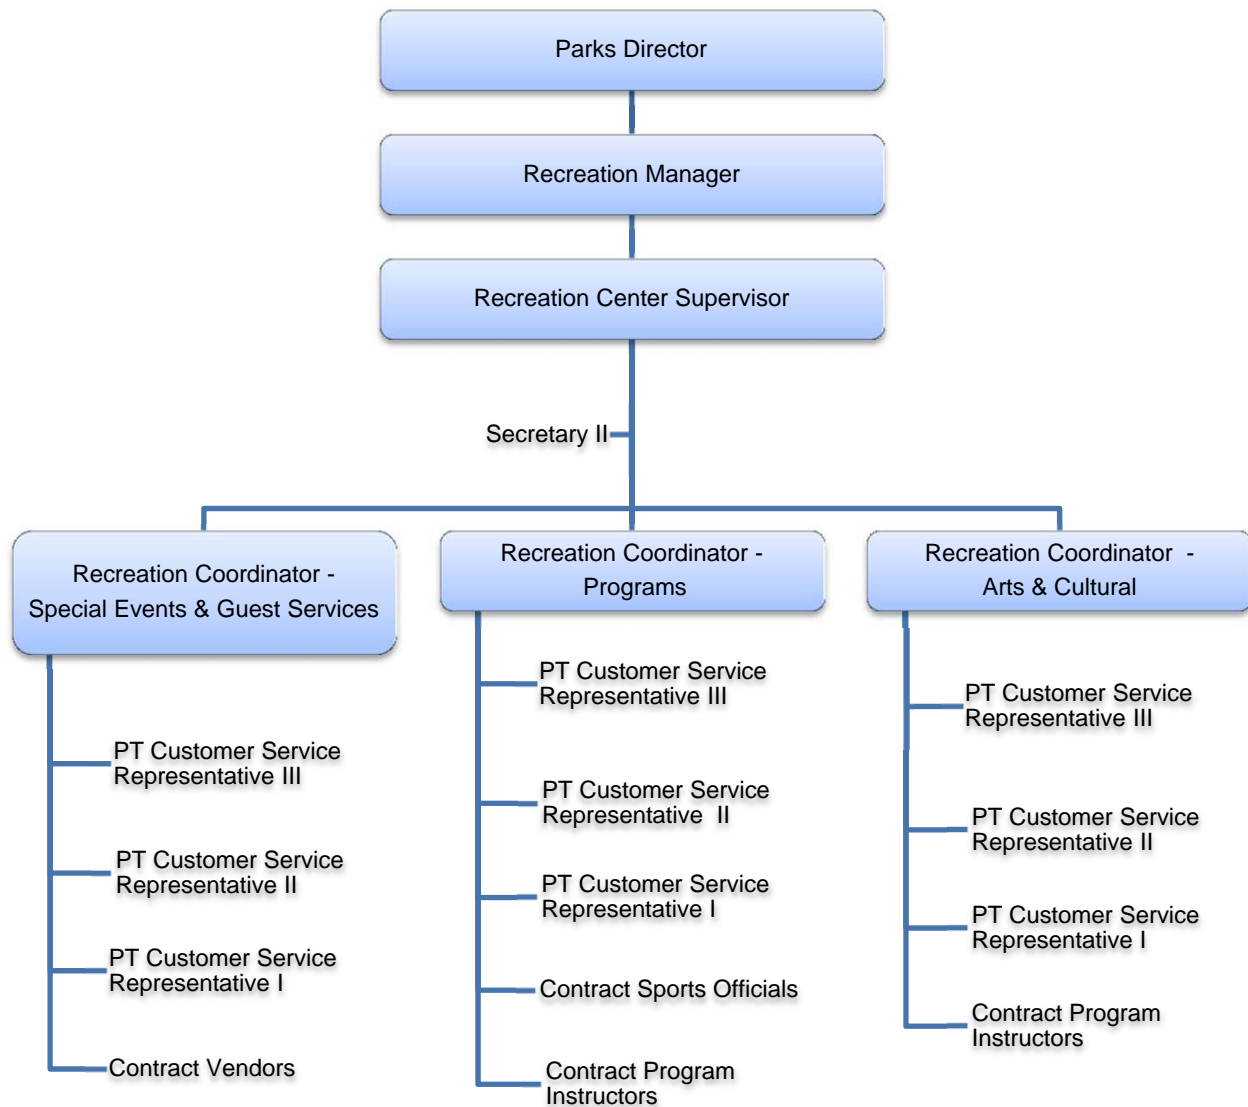 Parks Director
Recreation Manager
Recreation Center Supervisor
Secretary II
Recreation Coordinator -
Special Events & Guest Services
PT Customer Service
Representative III
PT Customer Service
Representative II
PT Customer Service
Representative I
Contract Vendors
Recreation Coordinator -
Programs
PT Customer Service
Representative III
PT Customer Service
Representative  II
PT Customer Service
Representative I
Contract Sports Officials
Contract Program
Instructors
Recreation Coordinator  -
Arts & Cultural
PT Customer Service
Representative III
PT Customer Service
Representative II
PT Customer Service
Representative I
Contract Program
Instructors